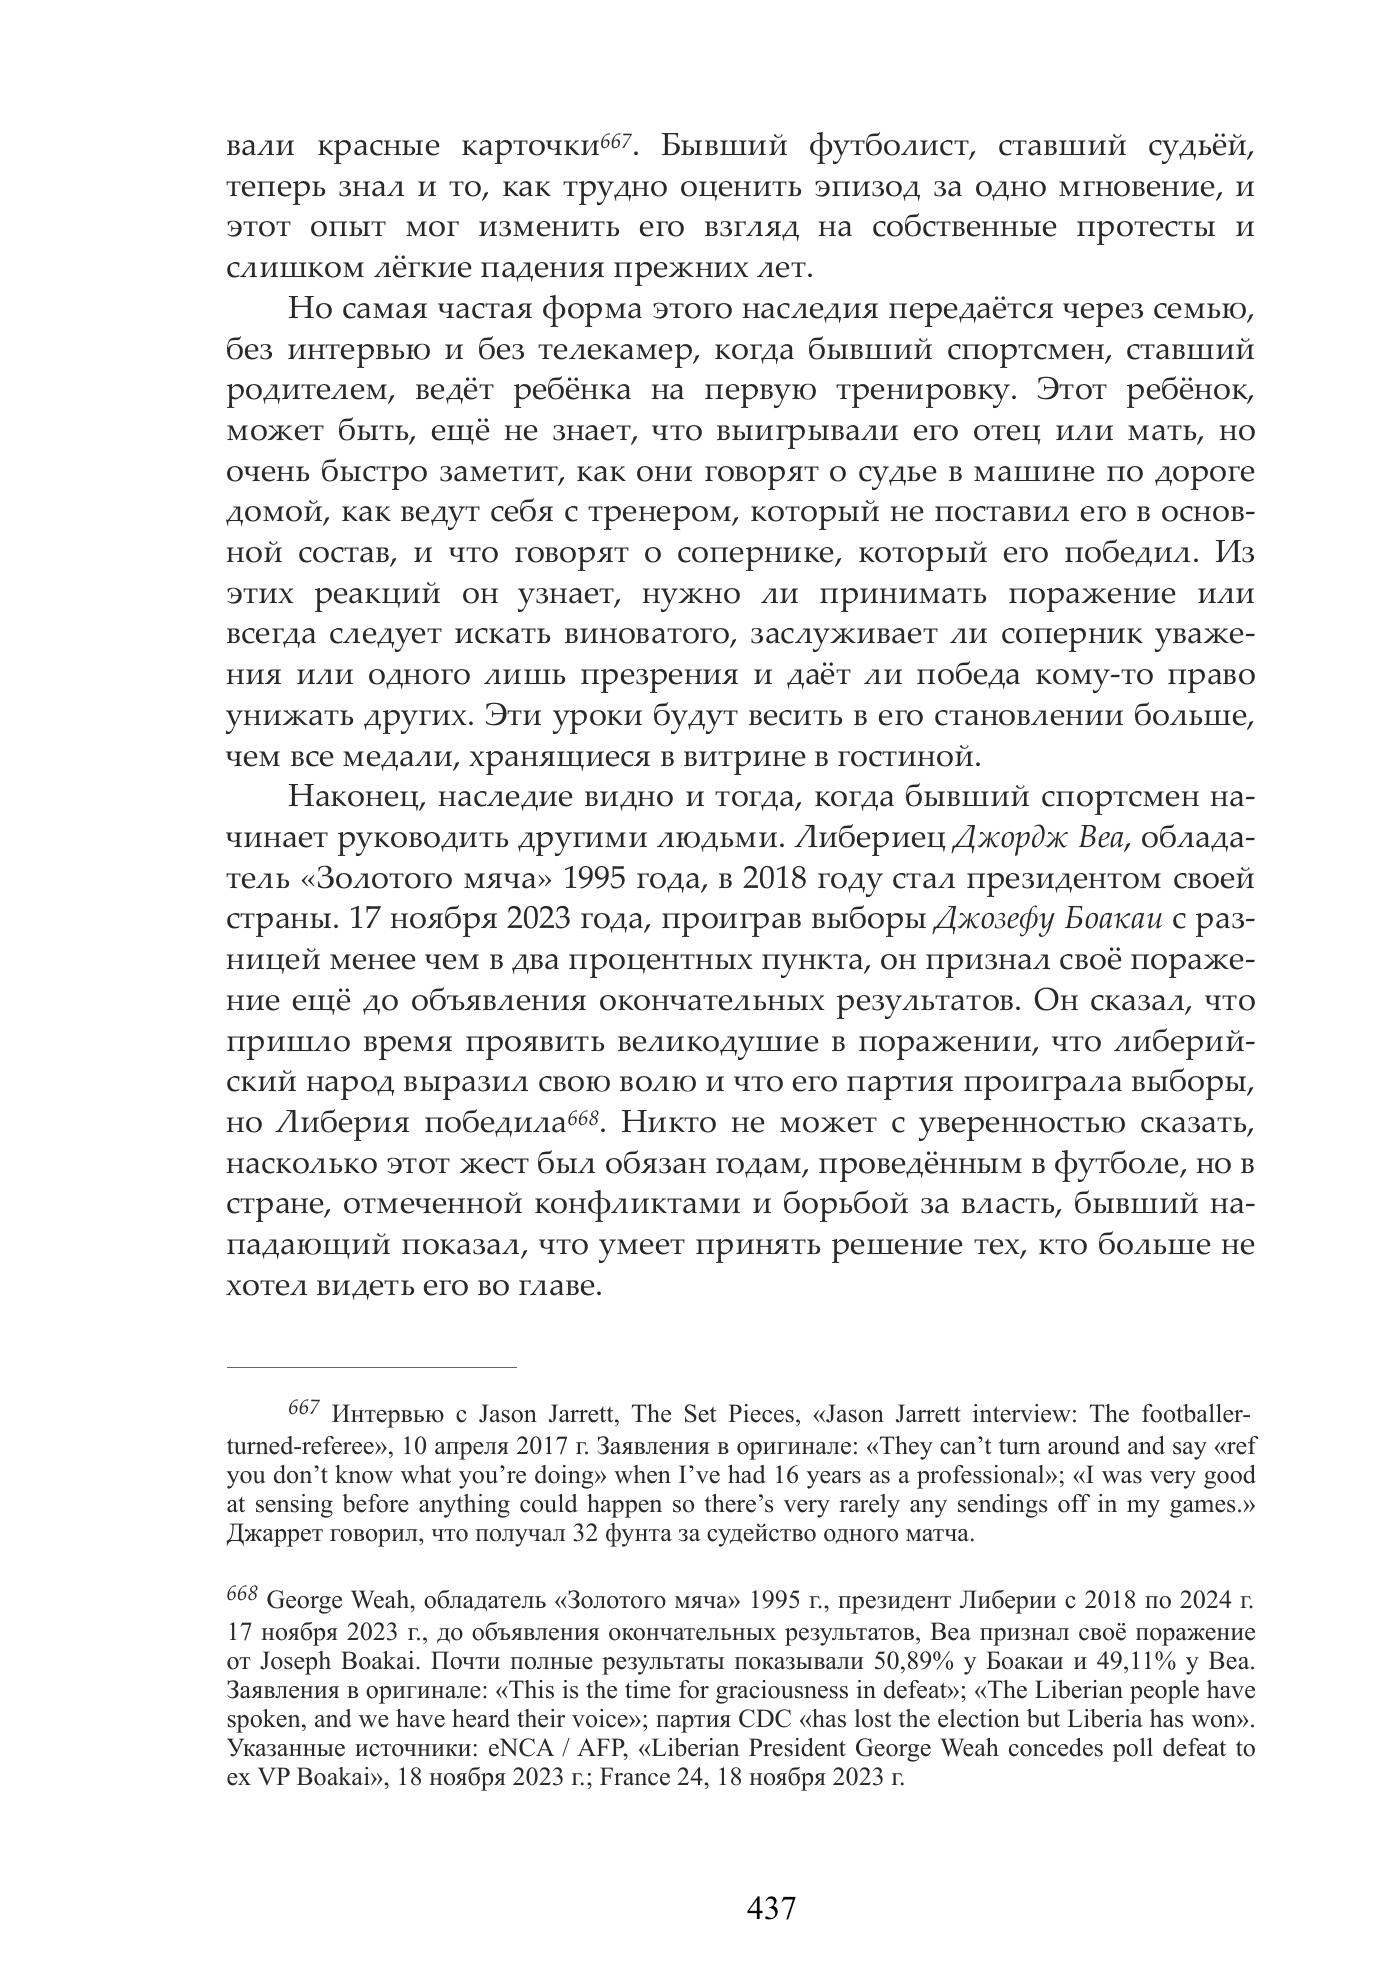 вали красные карточки667. Бывший футболист, ставший судьёй,
теперь знал и то, как трудно оценить эпизод за одно мгновение, и
этот опыт мог изменить его взгляд на собственные протесты и
слишком лёгкие падения прежних лет.
Но самая частая форма этого наследия передаётся через семью,
без интервью и без телекамер, когда бывший спортсмен, ставший
родителем, ведёт ребёнка на первую тренировку. Этот ребёнок,
может быть, ещё не знает, что выигрывали его отец или мать, но
очень быстро заметит, как они говорят о судье в машине по дороге
домой, как ведут себя с тренером, который не поставил его в основ-
ной состав, и что говорят о сопернике, который его победил. Из
этих реакций он узнает, нужно ли принимать поражение или
всегда следует искать виноватого, заслуживает ли соперник уваже-
ния или одного лишь презрения и даёт ли победа кому-то право
унижать других. Эти уроки будут весить в его становлении больше,
чем все медали, хранящиеся в витрине в гостиной.
Наконец, наследие видно и тогда, когда бывший спортсмен на-
чинает руководить другими людьми. Либериец Джордж Веа, облада-
тель «Золотого мяча» 1995 года, в 2018 году стал президентом своей
страны. 17 ноября 2023 года, проиграв выборы Джозефу Боакаи с раз-
ницей менее чем в два процентных пункта, он признал своё пораже-
ние ещё до объявления окончательных результатов. Он сказал, что
пришло время проявить великодушие в поражении, что либерий-
ский народ выразил свою волю и что его партия проиграла выборы,
но Либерия победила668. Никто не может с уверенностью сказать,
насколько этот жест был обязан годам, проведённым в футболе, но в
стране, отмеченной конфликтами и борьбой за власть, бывший на-
падающий показал, что умеет принять решение тех, кто больше не
хотел видеть его во главе.
667 Интервью с Jason Jarrett, The Set Pieces, «Jason Jarrett interview: The footballer-
turned-referee», 10 апреля 2017 г. Заявления в оригинале: «They can’t turn around and say «ref
you don’t know what you’re doing» when I’ve had 16 years as a professional»; «I was very good
at sensing before anything could happen so there’s very rarely any sendings off in my games.»
Джаррет говорил, что получал 32 фунта за судейство одного матча.
668 George Weah, обладатель «Золотого мяча» 1995 г., президент Либерии с 2018 по 2024 г.
17 ноября 2023 г., до объявления окончательных результатов, Веа признал своё поражение
от Joseph Boakai. Почти полные результаты показывали 50,89% у Боакаи и 49,11% у Веа.
Заявления в оригинале: «This is the time for graciousness in defeat»; «The Liberian people have
spoken, and we have heard their voice»; партия CDC «has lost the election but Liberia has won».
Указанные источники: eNCA / AFP, «Liberian President George Weah concedes poll defeat to
ex VP Boakai», 18 ноября 2023 г.; France 24, 18 ноября 2023 г.
437